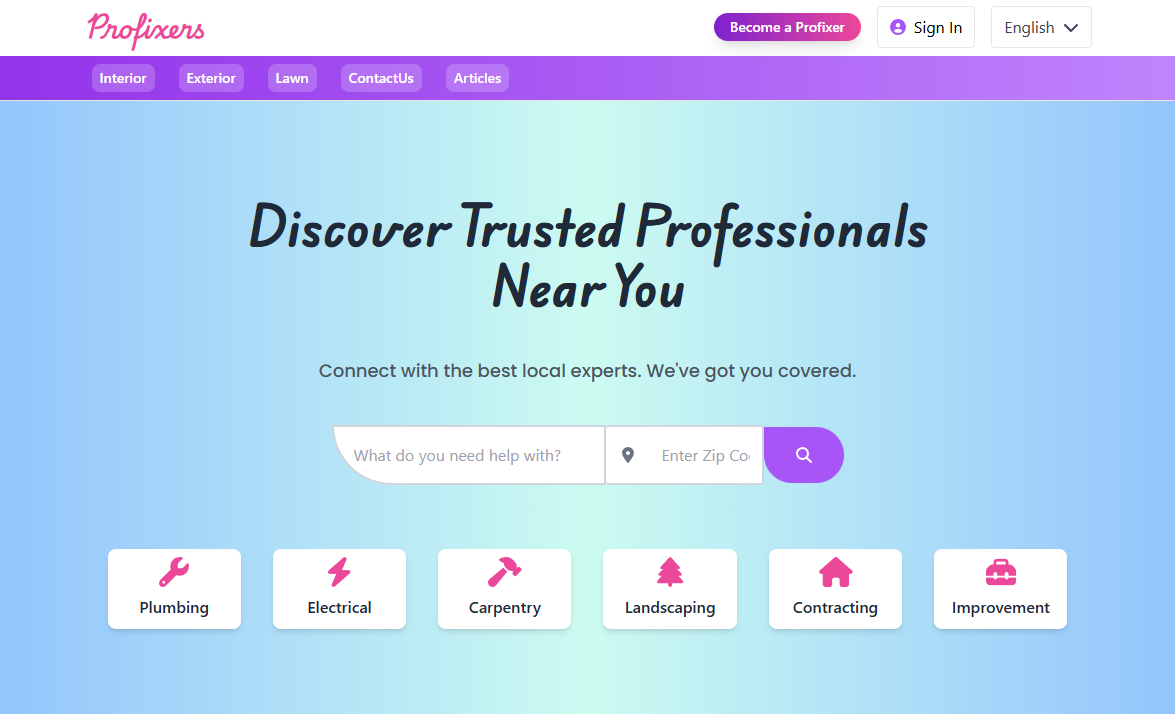 Profixers
Become a Profixer
Sign In
English
Interior
Exterior
Lawn
ContactUs
Articles
Discover Trusted Professionals
Near You
Connect with the best local experts. We've got you covered.
What do you need help with?
Enter Zip Co
Plumbing
Electrical
Carpentry
Landscaping
Contracting
Improvement